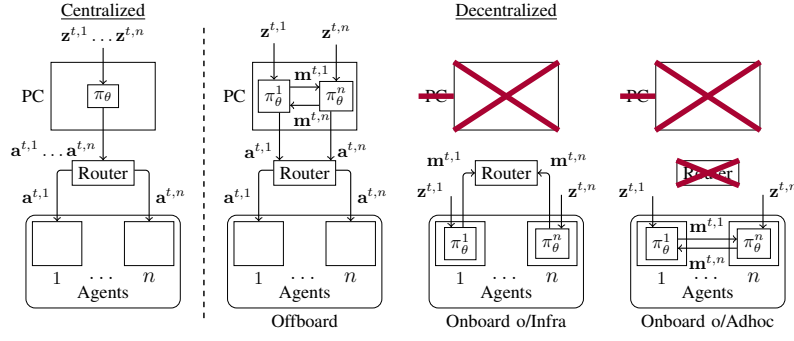 Centralized
Decentralized
z^{t,1} … z^{t,n}
PC
π_θ
a^{t,1} … a^{t,n}
Router
a^{t,1}
a^{t,n}
1 … n
Agents
z^{t,1}
z^{t,n}
PC
π_θ^1
m^{t,1}
π_θ^n
m^{t,n}
a^{t,1}
a^{t,n}
Router
a^{t,1}
a^{t,n}
1 … n
Agents
Offboard
PC
m^{t,1}
m^{t,n}
Router
z^{t,1}
z^{t,n}
π_θ^1
π_θ^n
1 … n
Agents
Onboard o/Infra
PC
Router
z^{t,1}
z^{t,n}
m^{t,1}
π_θ^1
π_θ^n
m^{t,n}
1 … n
Agents
Onboard o/Adhoc